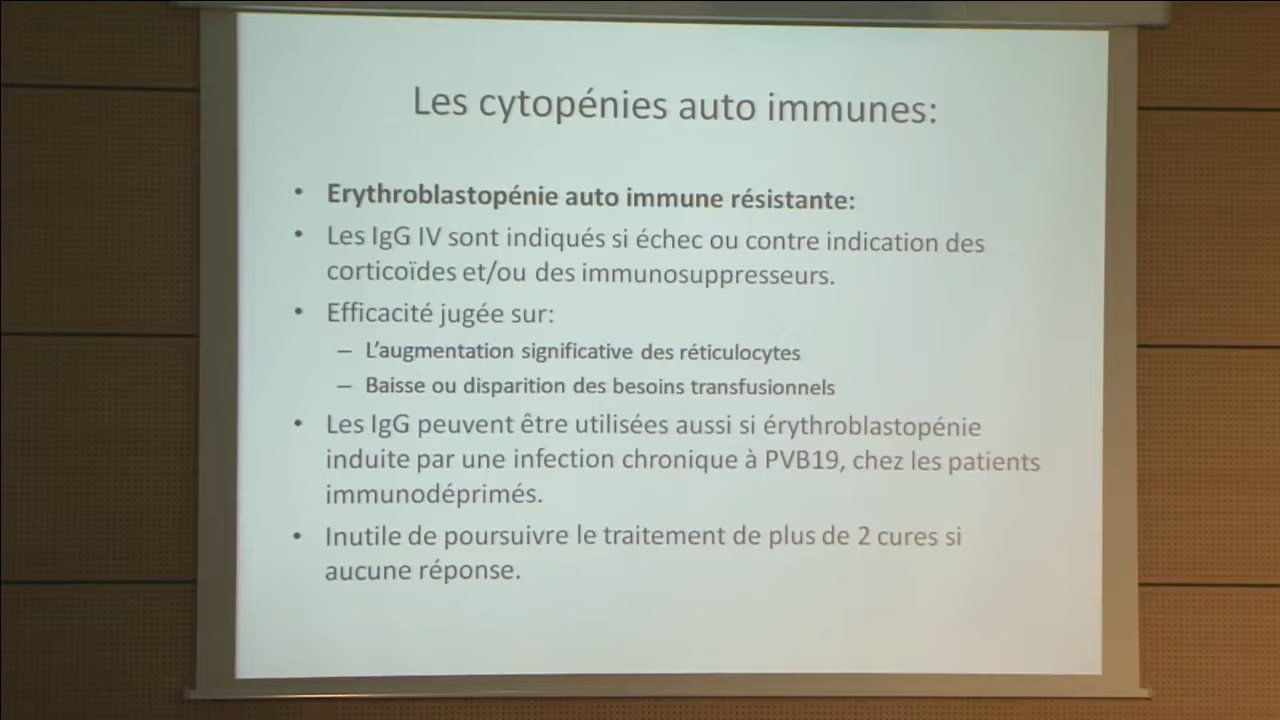 Les cytopénies auto immunes:
• Erythroblastopénie auto immune résistante:
• Les IgG IV sont indiqués si échec ou contre indication des
corticoïdes et/ou des immunosuppresseurs.
• Efficacité jugée sur:
– L'augmentation significative des réticulocytes
– Baisse ou disparition des besoins transfusionnels
• Les IgG peuvent être utilisées aussi si érythroblastopénie
induite par une infection chronique à PVB19, chez les patients
immunodéprimés.
• Inutile de poursuivre le traitement de plus de 2 cures si
aucune réponse.